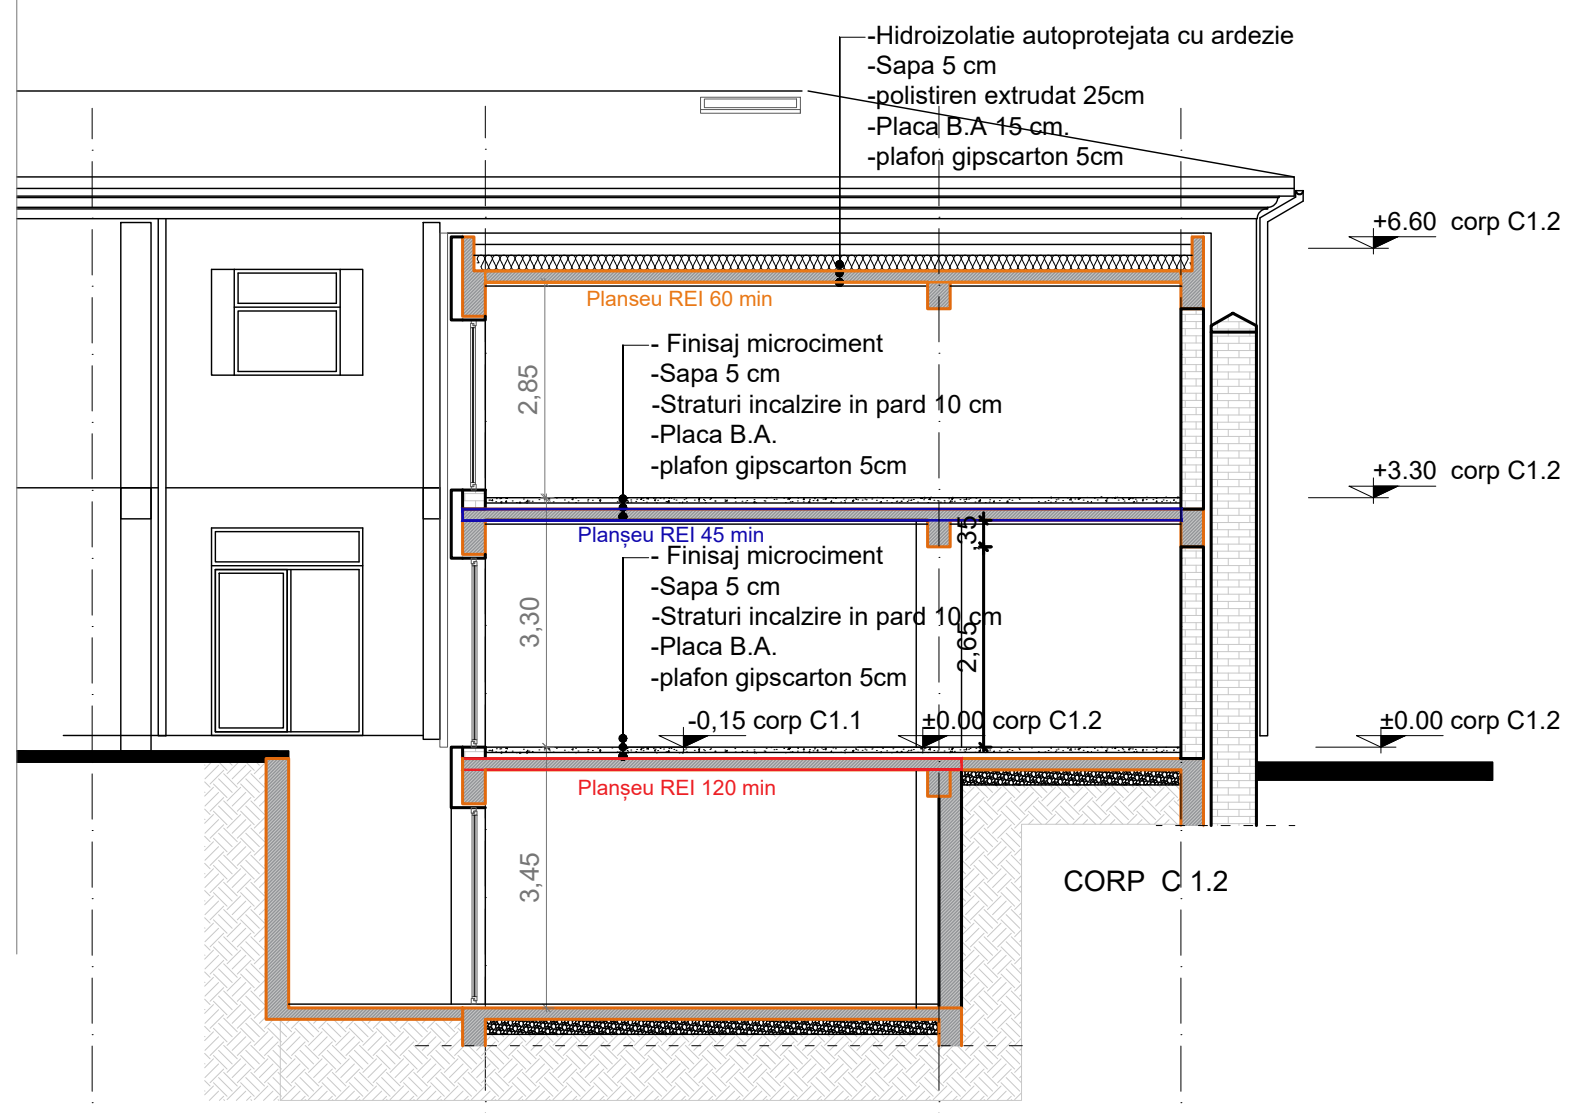 -Hidroizolatie autoprotejata cu ardezie
-Sapa 5 cm
-polistiren extrudat 25cm
-Placa B.A 15 cm.
-plafon gipscarton 5cm
+6.60 corp C1.2
Planseu REI 60 min
- Finisaj microciment
-Sapa 5 cm
-Straturi incalzire in pard 10 cm
-Placa B.A.
-plafon gipscarton 5cm
2,85
+3.30 corp C1.2
Planșeu REI 45 min
,35
- Finisaj microciment
-Sapa 5 cm
-Straturi incalzire in pard 10 cm
-Placa B.A.
-plafon gipscarton 5cm
3,30
2,65
-0,15 corp C1.1
±0.00 corp C1.2
±0.00 corp C1.2
Planșeu REI 120 min
3,45
CORP C 1.2